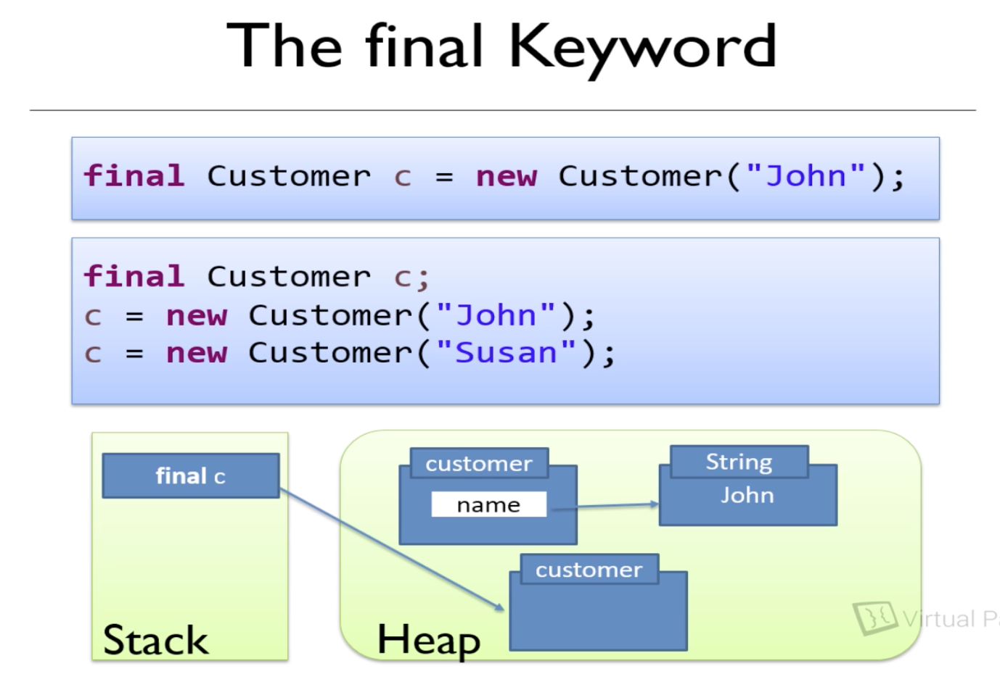 The final Keyword
final Customer c = new Customer("John");
final Customer c;
c = new Customer("John");
c = new Customer("Susan");
final c
Stack
customer
name
String
John
customer
Heap
Virtual